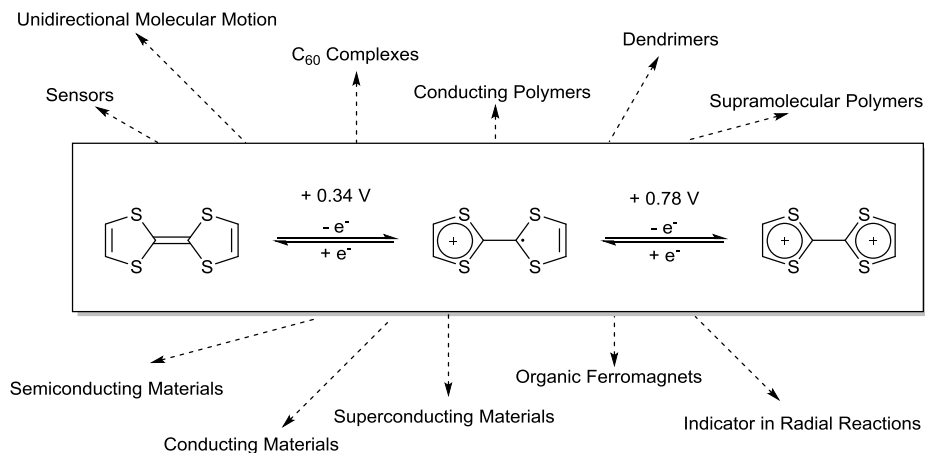 Unidirectional Molecular Motion
C60 Complexes
Dendrimers
Sensors
Conducting Polymers
Supramolecular Polymers
+ 0.34 V
- e-
+ e-
+ 0.78 V
- e-
+ e-
S S
S S
S S
+ ·
S S
S S
+ +
S S
Semiconducting Materials
Conducting Materials
Superconducting Materials
Organic Ferromagnets
Indicator in Radial Reactions